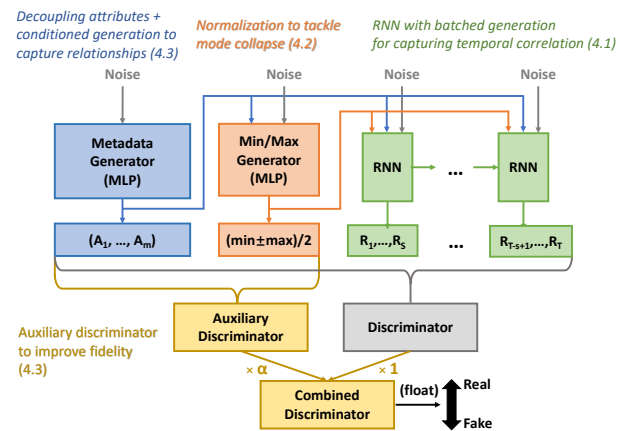 Decoupling attributes +
conditioned generation to
capture relationships (4.3)
Normalization to tackle
mode collapse (4.2)
RNN with batched generation
for capturing temporal correlation (4.1)
Noise
Noise
Noise
Noise
Metadata
Generator
(MLP)
Min/Max
Generator
(MLP)
RNN
...
RNN
(A₁, ..., Aₘ)
(min±max)/2
R₁,...,R_S
...
R_T-s+1,...,R_T
Auxiliary discriminator
to improve fidelity
(4.3)
Auxiliary
Discriminator
Discriminator
× α
× 1
Combined
Discriminator
(float)
Real
Fake